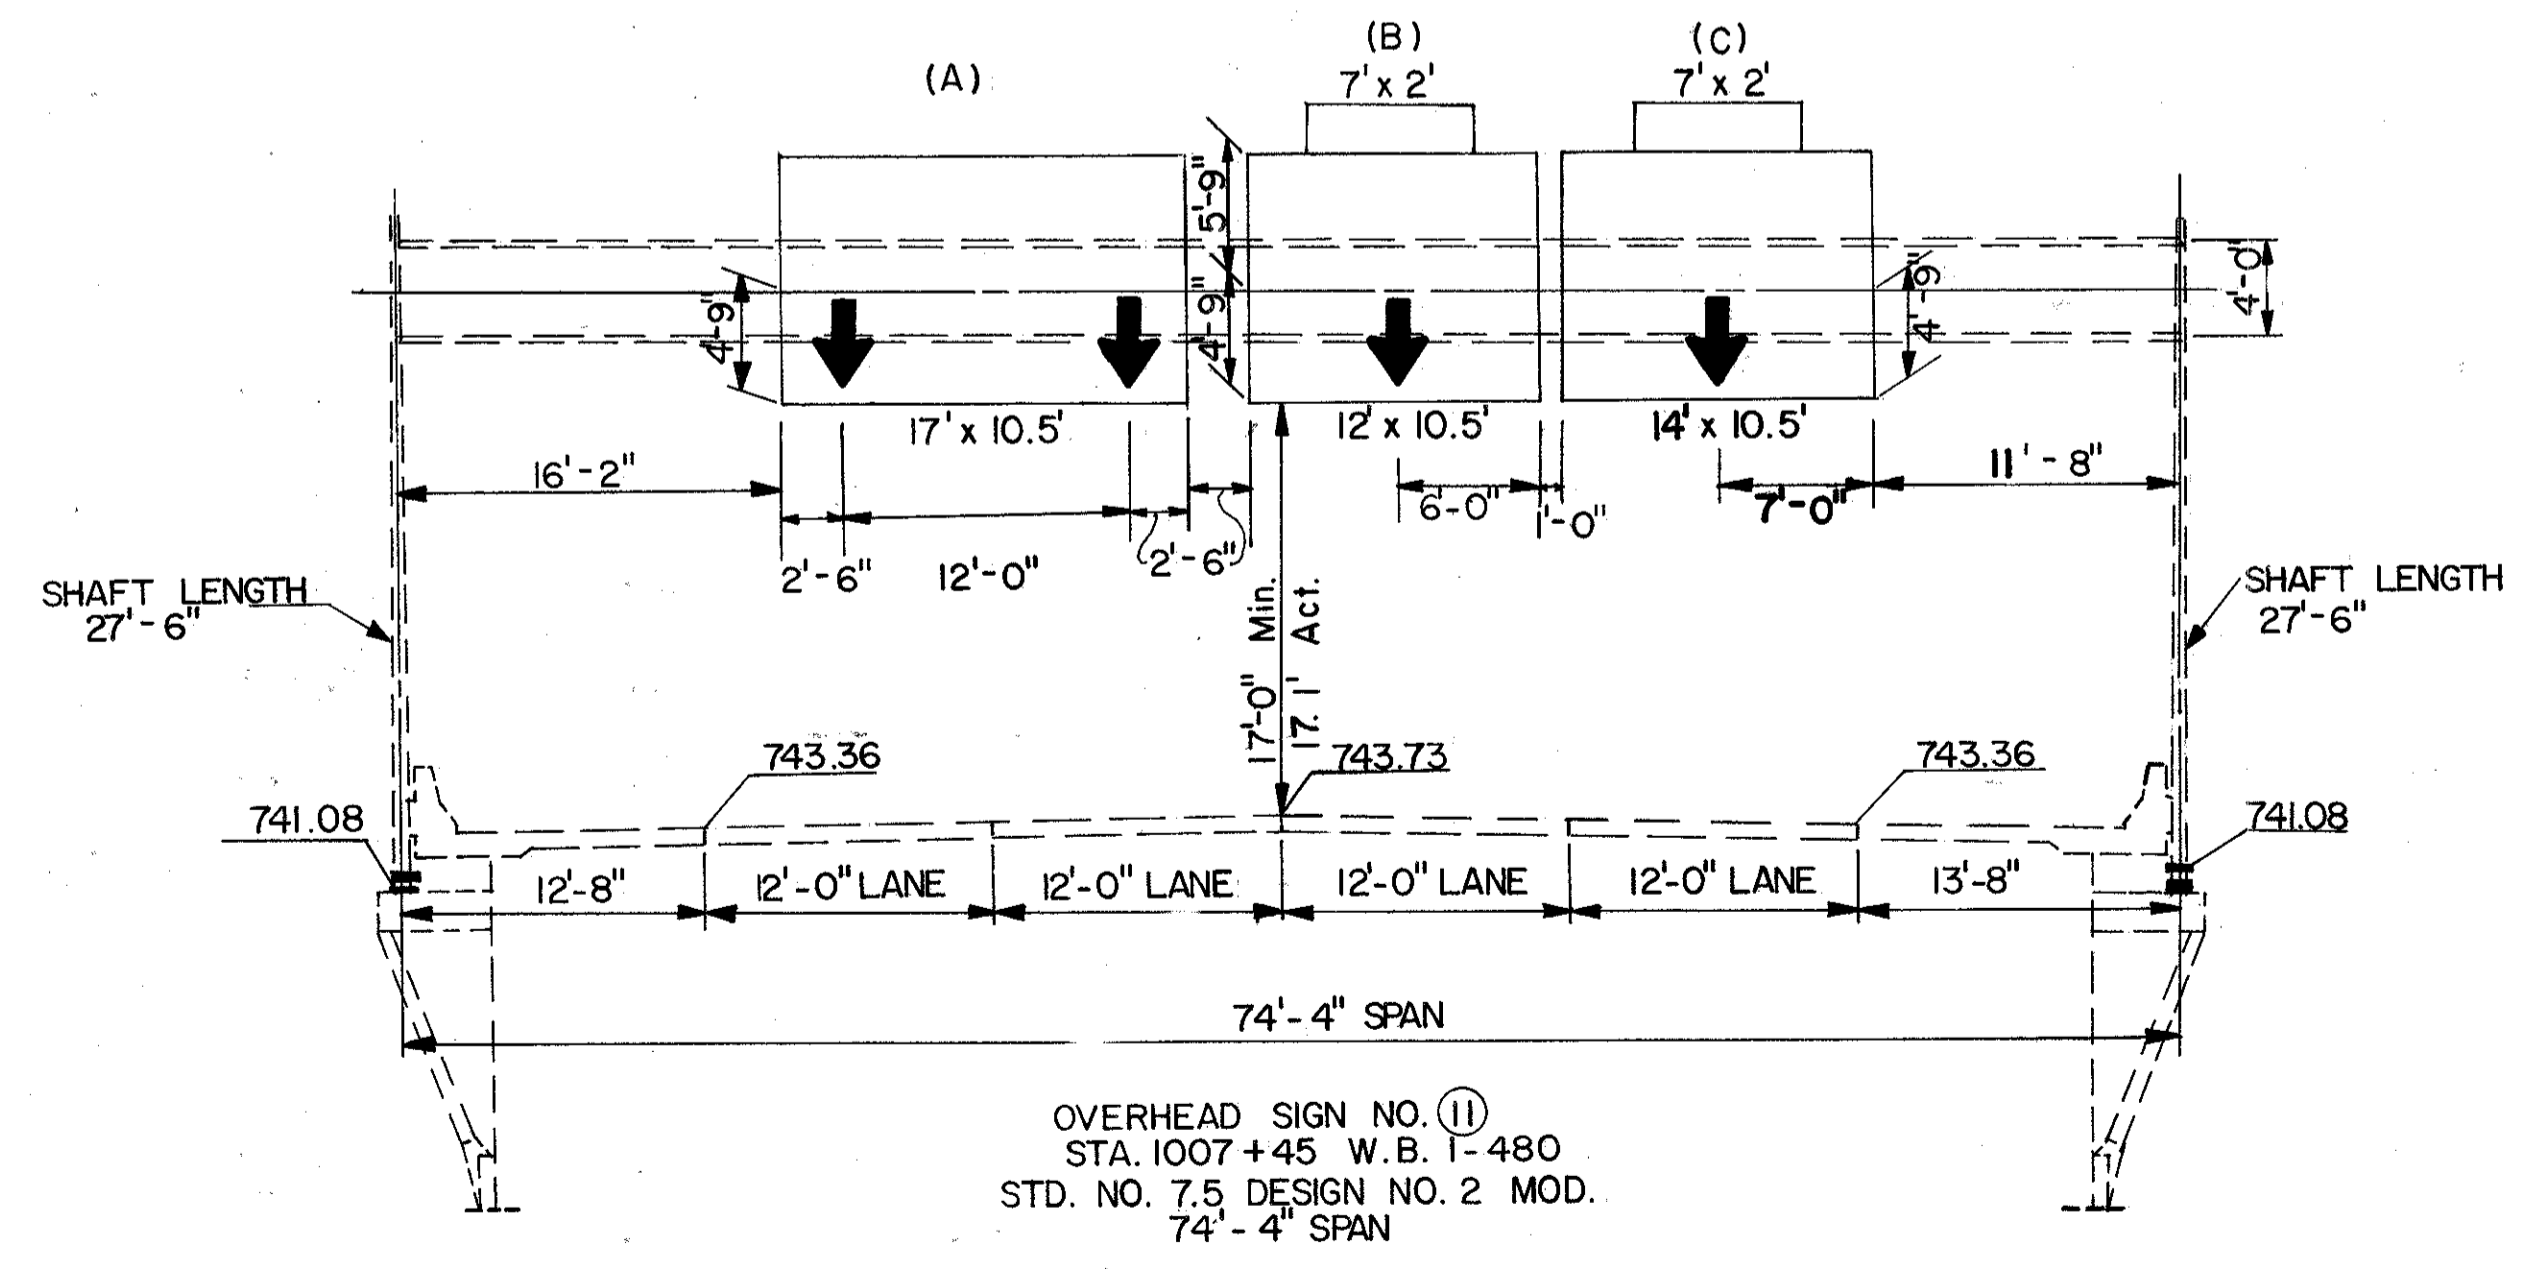 (A)
(B)
7' x 2'
(C)
7' x 2'
5'-9"
4'-9"
4'-9"
4'-9"
4'-0"
17' x 10.5'
12' x 10.5'
14' x 10.5'
16'-2"
11'-8"
6'-0"
1'-0"
7'-0"
2'-6"
12'-0"
2'-6"
SHAFT LENGTH
27'-6"
SHAFT LENGTH
27'-6"
17'-0" Min.
17.1' Act.
743.36
743.73
743.36
741.08
741.08
12'-8"
12'-0" LANE
12'-0" LANE
12'-0" LANE
12'-0" LANE
13'-8"
74'-4" SPAN
OVERHEAD SIGN NO. 11
STA. 1007+45 W.B. I-480
STD. NO. 7.5 DESIGN NO. 2 MOD.
74'-4" SPAN